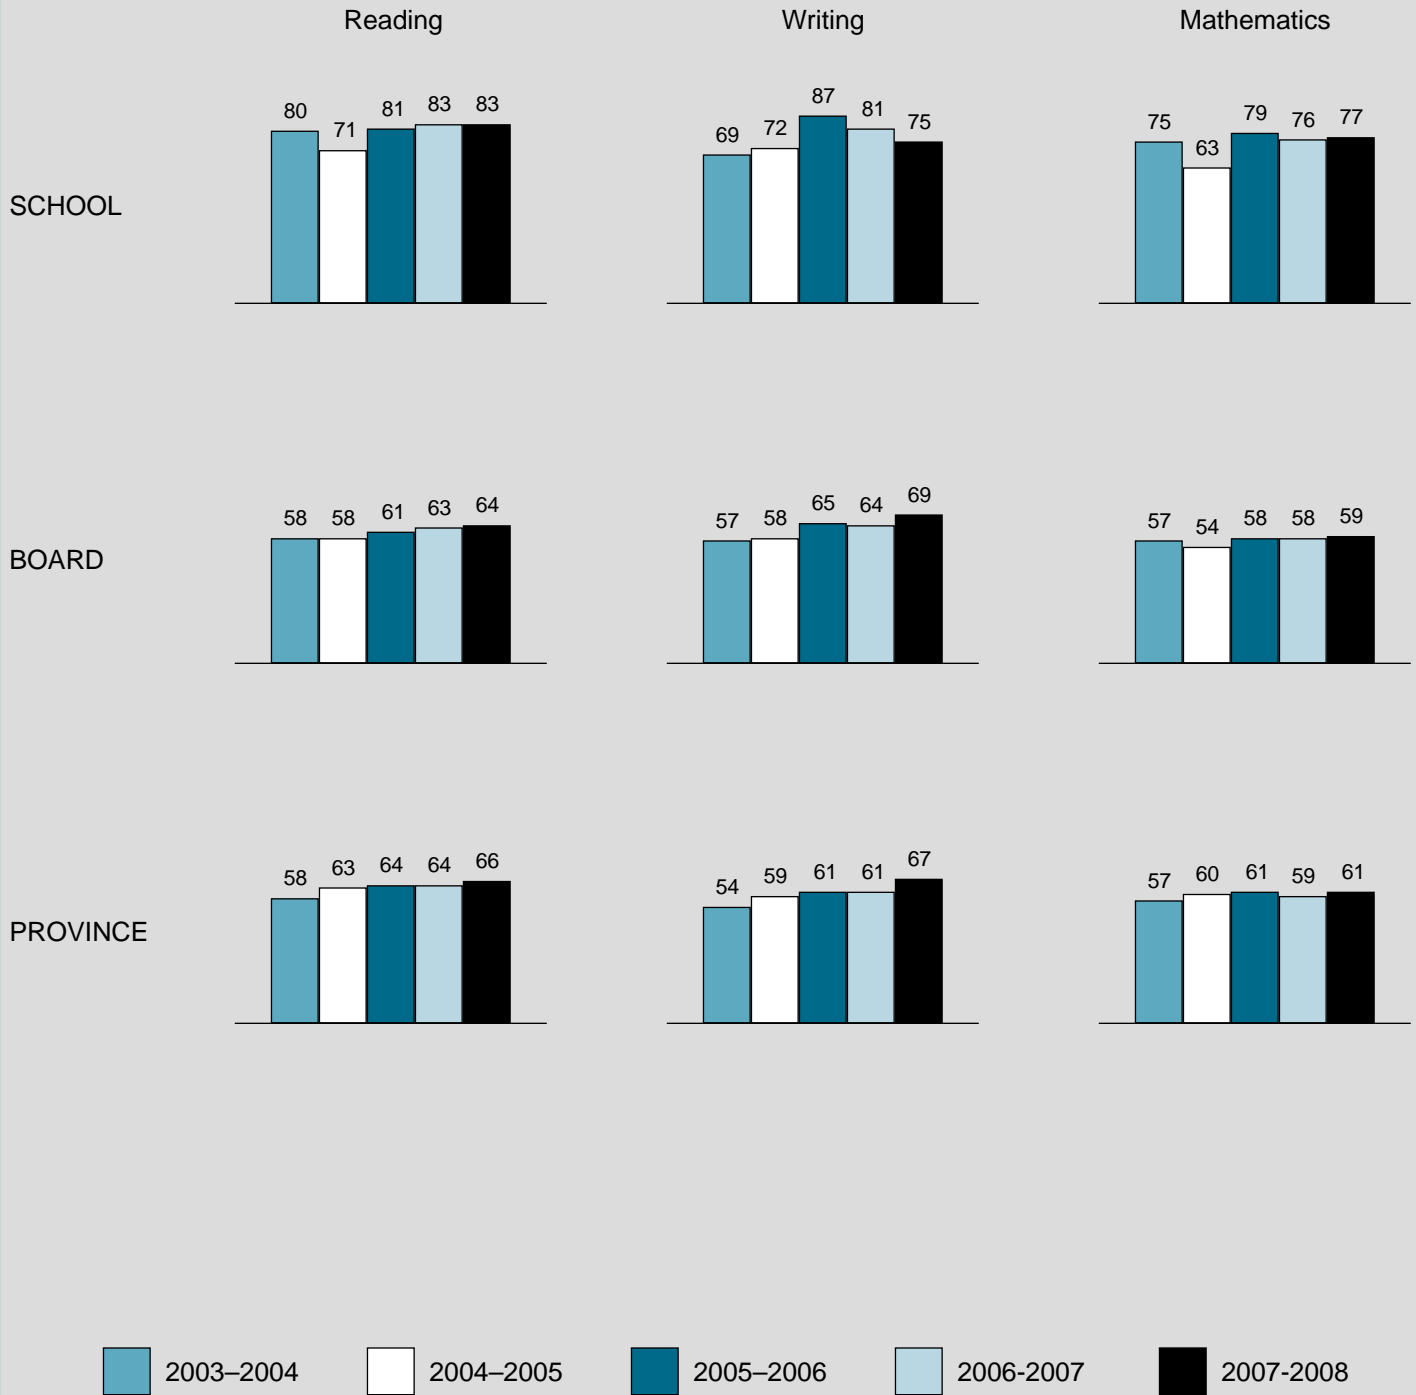 Reading Writing Mathematics
80 71 81 83 83 69 72 87 81 75 75 63 79 76 77
SCHOOL
58 58 61 63 64 57 58 65 64 69 57 54 58 58 59
BOARD
58 63 64 64 66 54 59 61 61 67 57 60 61 59 61
PROVINCE
2003–2004 2004–2005 2005–2006 2006-2007 2007-2008